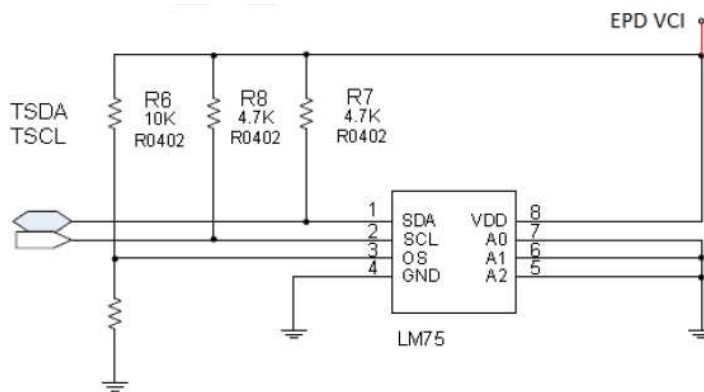 EPD VCI
TSDA
TSCL
R6
10K
R0402
R8
4.7K
R0402
R7
4.7K
R0402
1 SDA VDD 8
2 SCL A0 7
3 OS A1 6
4 GND A2 5
LM75